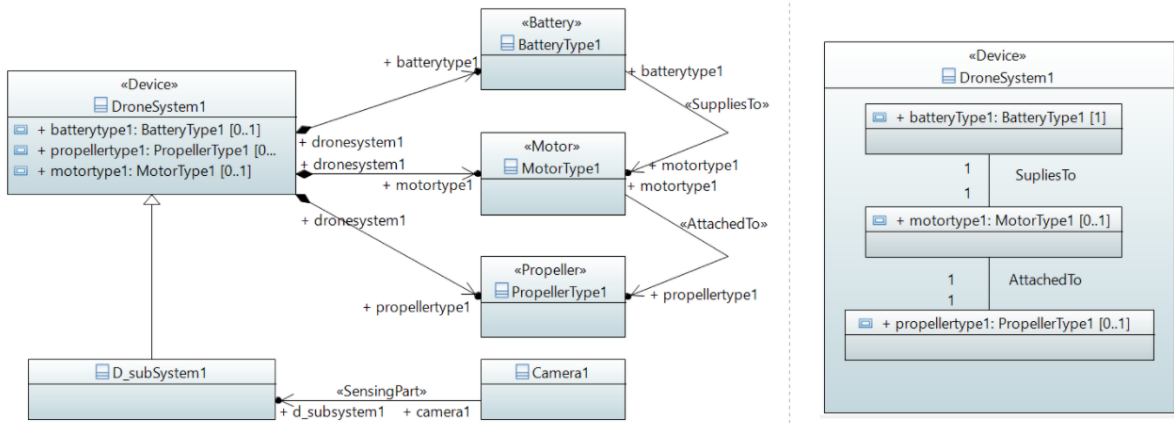 «Battery»
BatteryType1
+ batterytype1
+ batterytype1
«Device»
DroneSystem1
+ batterytype1: BatteryType1 [0..1]
+ propellertype1: PropellerType1 [0...
+ motortype1: MotorType1 [0..1]
+ dronesystem1
+ dronesystem1
+ dronesystem1
«SuppliesTo»
«Motor»
MotorType1
+ motortype1
+ motortype1
+ motortype1
«AttachedTo»
«Propeller»
PropellerType1
+ propellertype1
+ propellertype1
D_subSystem1
«SensingPart»
+ d_subsystem1
+ camera1
Camera1
«Device»
DroneSystem1
+ batteryType1: BatteryType1 [1]
1
SupliesTo
1
+ motortype1: MotorType1 [0..1]
1
AttachedTo
1
+ propellertype1: PropellerType1 [0..1]